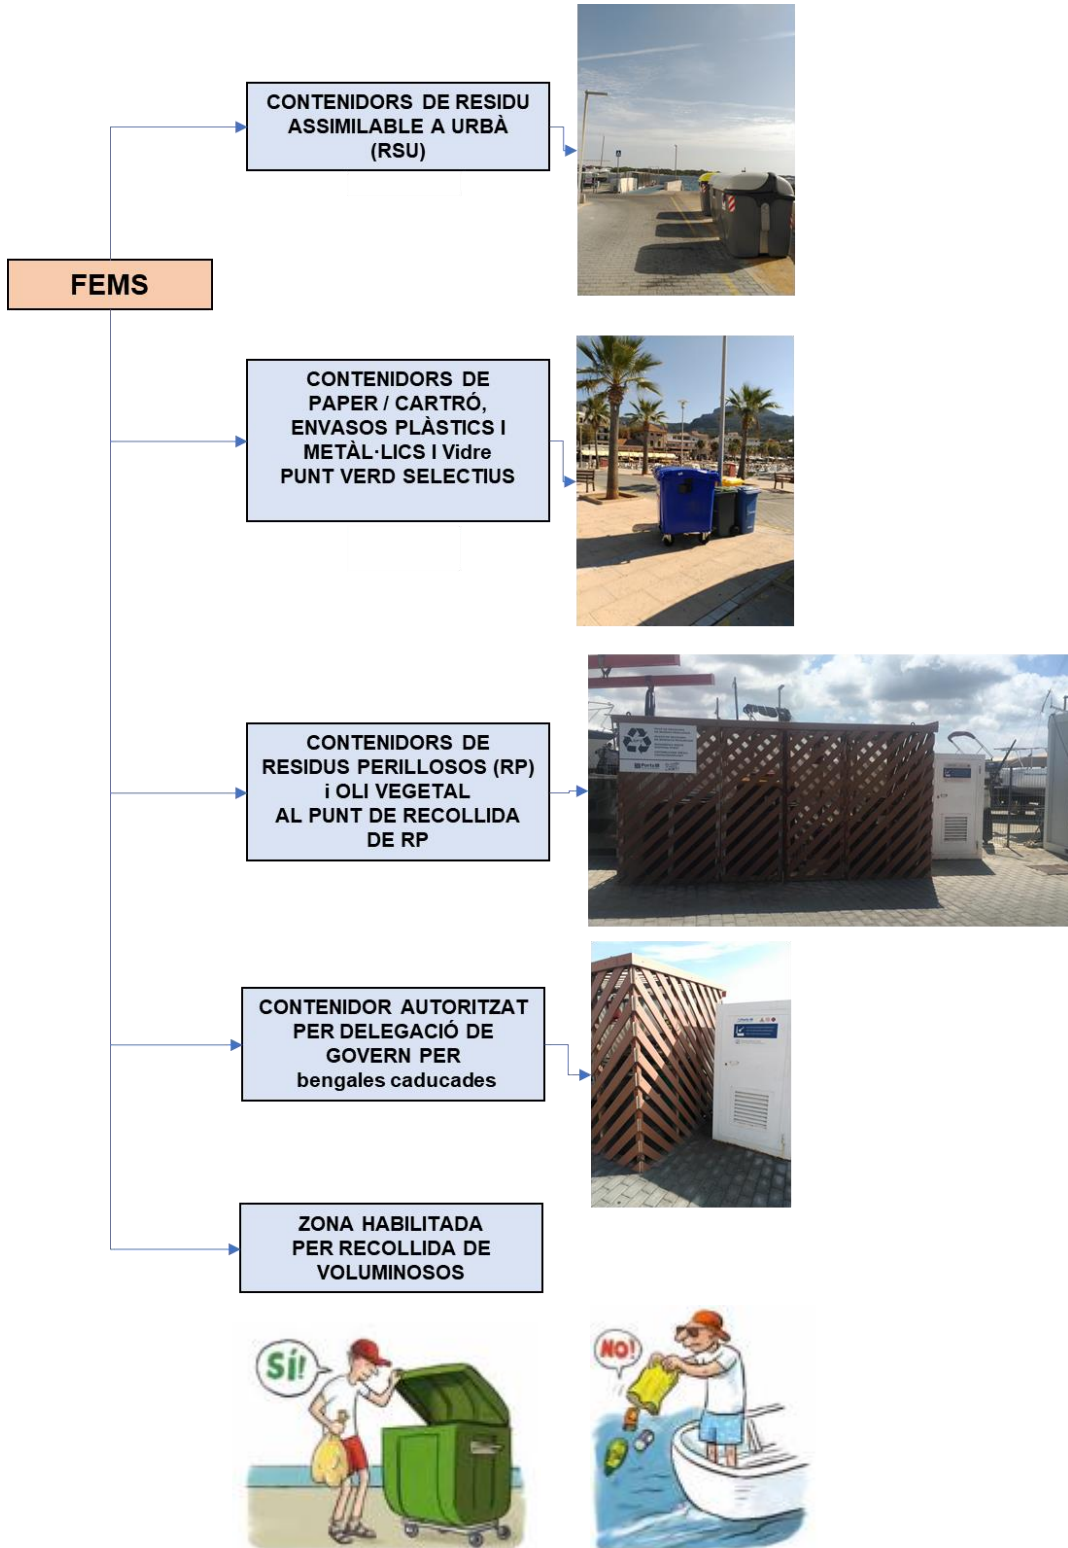 CONTENIDORS DE RESIDU
ASSIMILABLE A URBÀ
(RSU)
FEMS
CONTENIDORS DE
PAPER / CARTRÓ,
ENVASOS PLÀSTICS I
METÀL·LICS I Vidre
PUNT VERD SELECTIUS
CONTENIDORS DE
RESIDUS PERILLOSOS (RP)
i OLI VEGETAL
AL PUNT DE RECOLLIDA
DE RP
CONTENIDOR AUTORITZAT
PER DELEGACIÓ DE
GOVERN PER
bengales caducades
ZONA HABILITADA
PER RECOLLIDA DE
VOLUMINOSOS
SÍ!
NO!